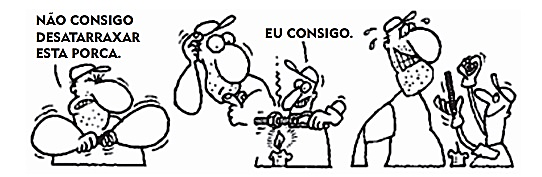 NÃO CONSIGO
DESATARRAXAR
ESTA PORCA.
EU CONSIGO.